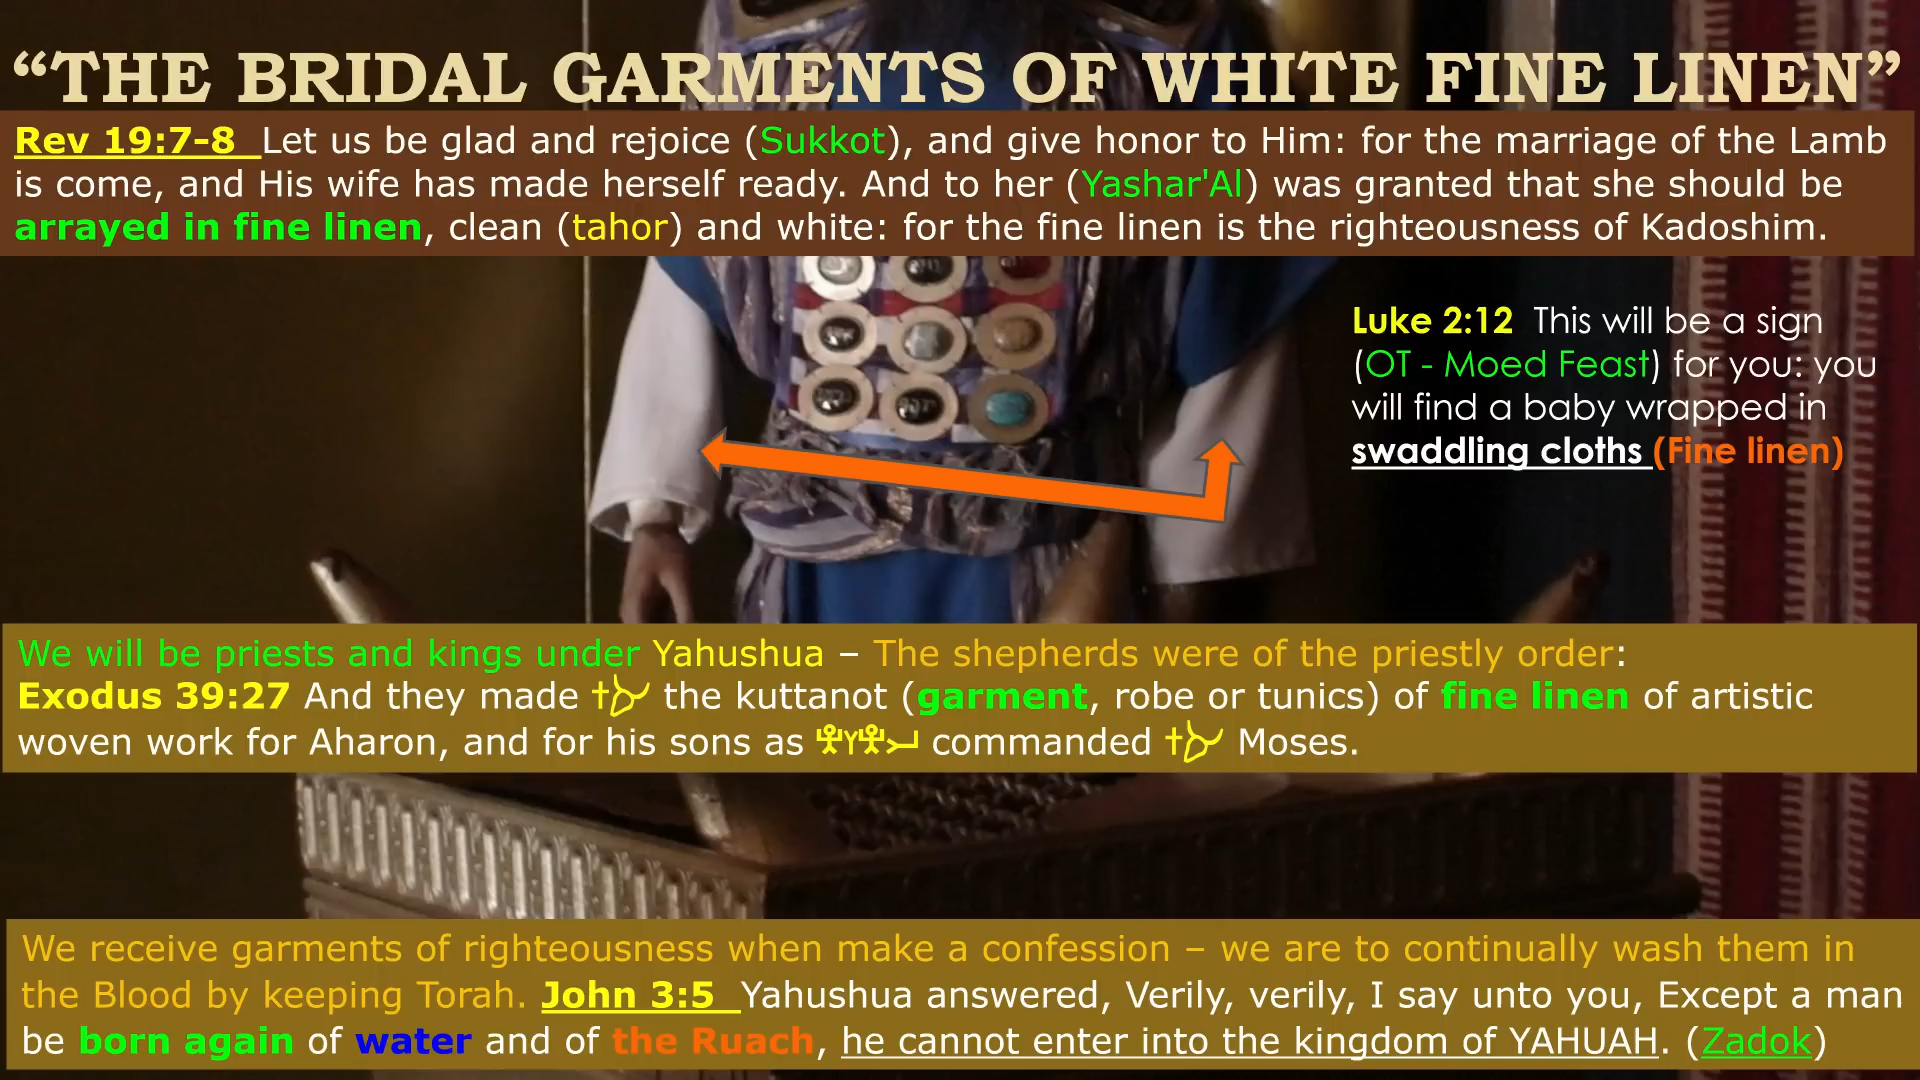 “THE BRIDAL GARMENTS OF WHITE FINE LINEN”
Rev 19:7-8 Let us be glad and rejoice (Sukkot), and give honor to Him: for the marriage of the Lamb
is come, and His wife has made herself ready. And to her (Yashar'Al) was granted that she should be
arrayed in fine linen, clean (tahor) and white: for the fine linen is the righteousness of Kadoshim.
Luke 2:12 This will be a sign
(OT - Moed Feast) for you: you
will find a baby wrapped in
swaddling cloths (Fine linen)
We will be priests and kings under Yahushua – The shepherds were of the priestly order:
Exodus 39:27 And they made 𐤕𐤀 the kuttanot (garment, robe or tunics) of fine linen of artistic
woven work for Aharon, and for his sons as commanded 𐤕𐤀 Moses.
We receive garments of righteousness when make a confession – we are to continually wash them in
the Blood by keeping Torah. John 3:5 Yahushua answered, Verily, verily, I say unto you, Except a man
be born again of water and of the Ruach, he cannot enter into the kingdom of YAHUAH. (Zadok)